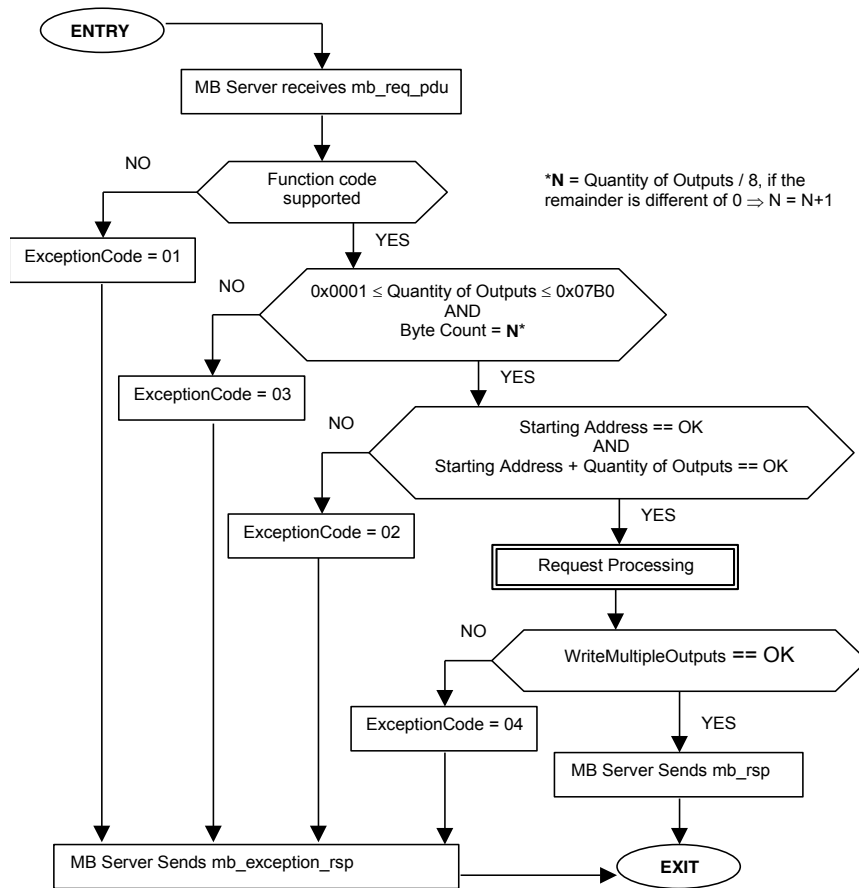 ENTRY
MB Server receives mb_req_pdu
NO
Function code
supported
*N = Quantity of Outputs / 8, if the
remainder is different of 0 ⇒ N = N+1
YES
ExceptionCode = 01
NO
0x0001 ≤ Quantity of Outputs ≤ 0x07B0
AND
Byte Count = N*
YES
ExceptionCode = 03
NO
Starting Address == OK
AND
Starting Address + Quantity of Outputs == OK
YES
ExceptionCode = 02
Request Processing
NO
WriteMultipleOutputs == OK
YES
ExceptionCode = 04
MB Server Sends mb_rsp
MB Server Sends mb_exception_rsp
EXIT